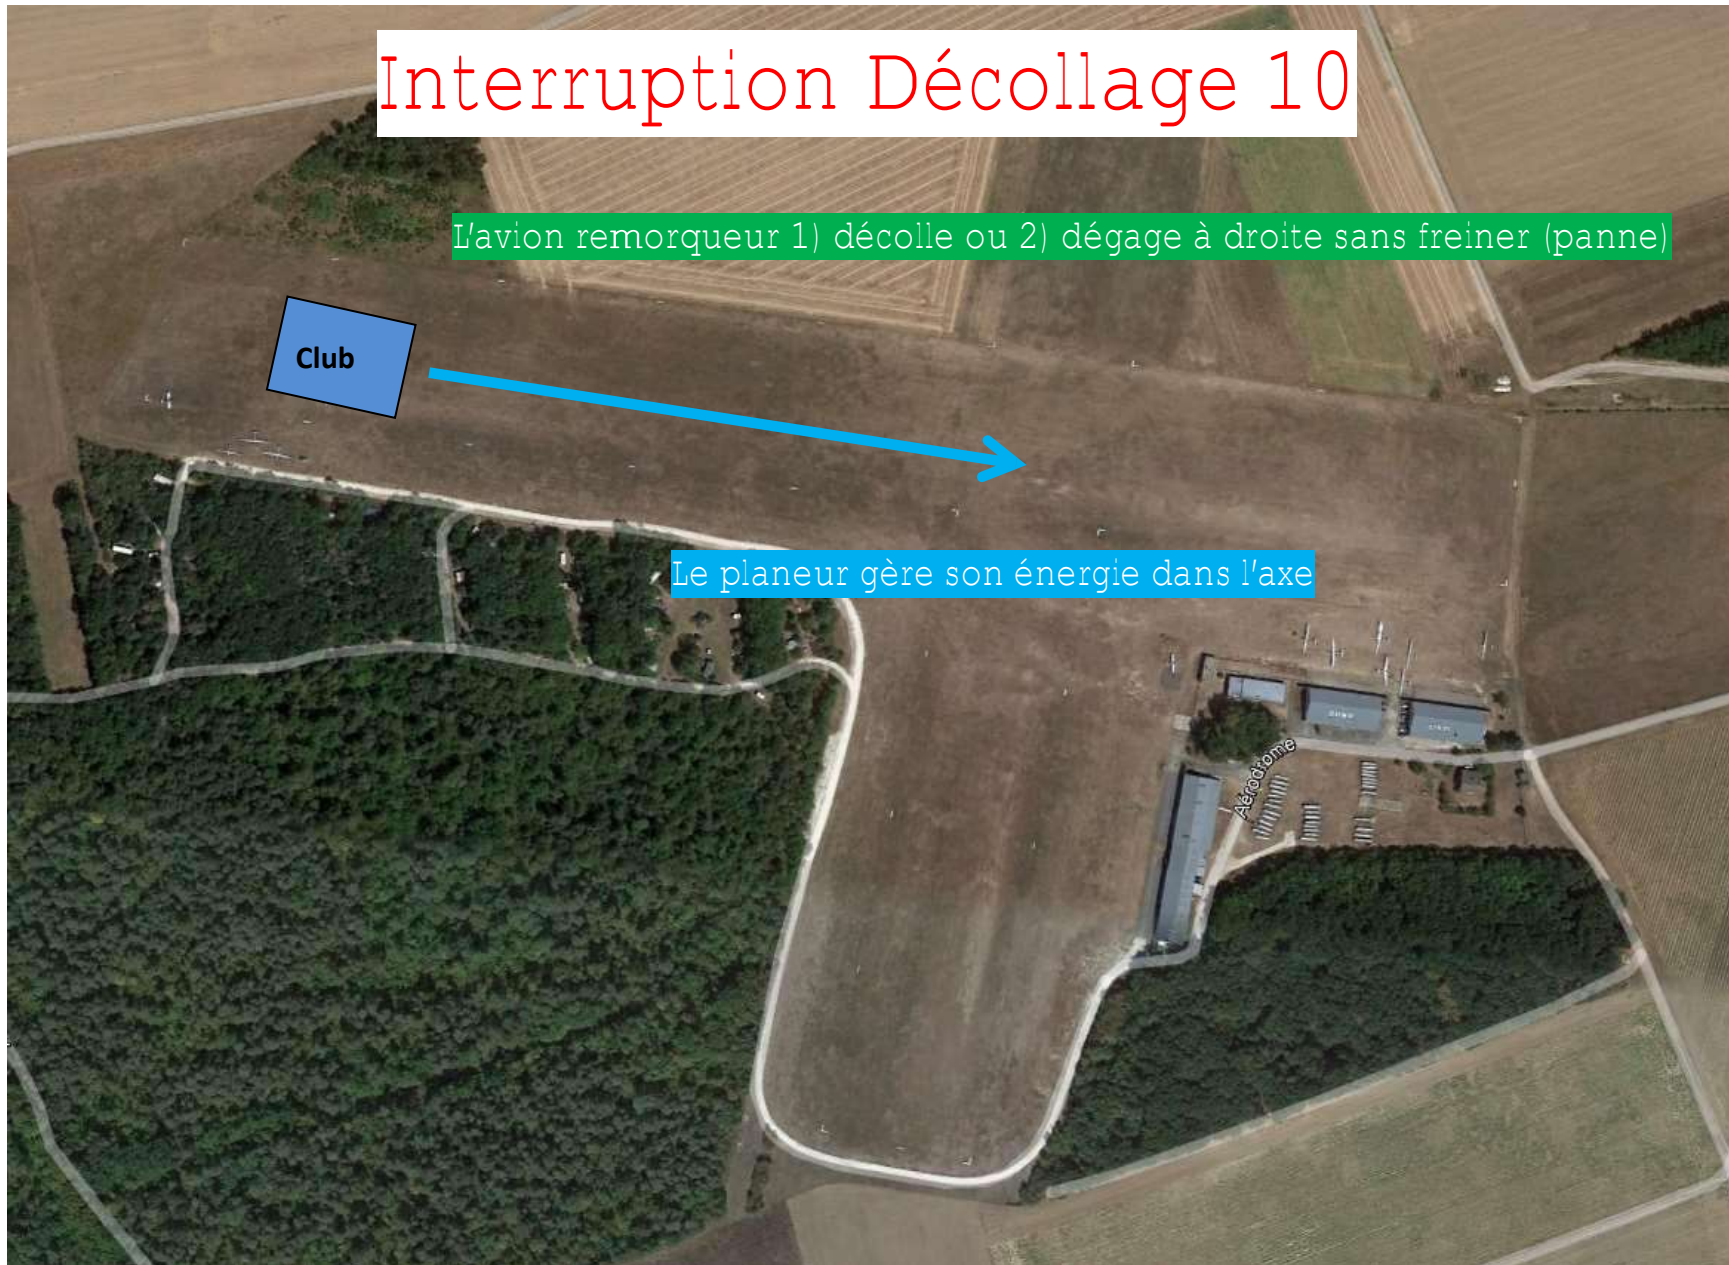 Interruption Décollage 10
L'avion remorqueur 1) décolle ou 2) dégage à droite sans freiner (panne)
Club
Le planeur gère son énergie dans l'axe
Aérodrome